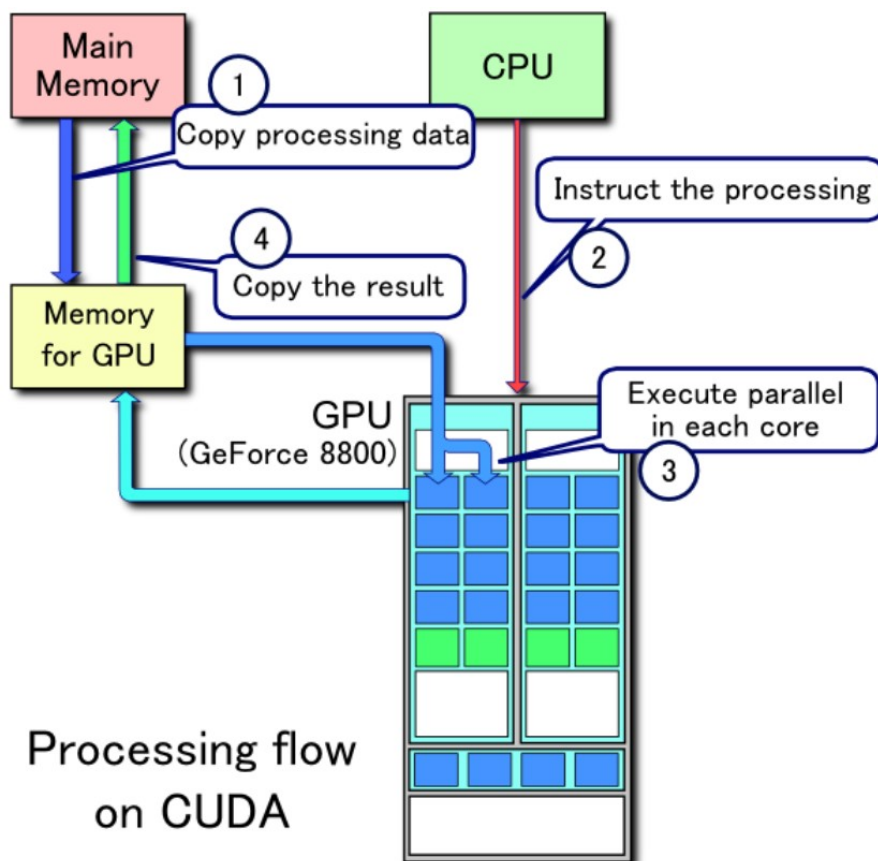 Main
Memory
CPU
1
Copy processing data
Instruct the processing
2
4
Copy the result
Memory
for GPU
GPU
(GeForce 8800)
Execute parallel
in each core
3
Processing flow
on CUDA